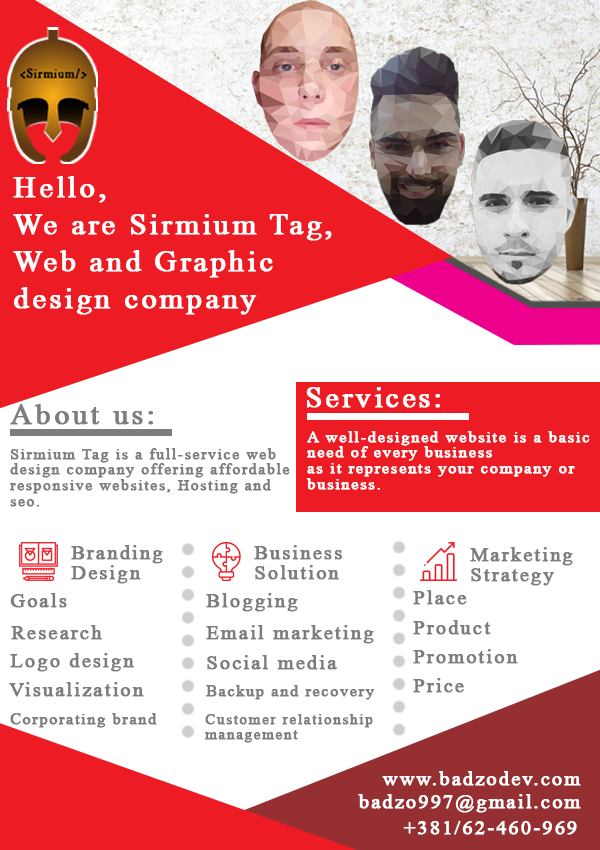 <Sirmium/>
Hello,
We are Sirmium Tag,
Web and Graphic
design company
About us:
Sirmium Tag is a full-service web
design company offering affordable
responsive websites, Hosting and
seo.
Services:
A well-designed website is a basic
need of every business
as it represents your company or
business.
Branding
Design
Goals
Research
Logo design
Visualization
Corporating brand
Business
Solution
Blogging
Email marketing
Social media
Backup and recovery
Customer relationship
management
Marketing
Strategy
Place
Product
Promotion
Price
www.badzodev.com
badzo997@gmail.com
+381/62-460-969